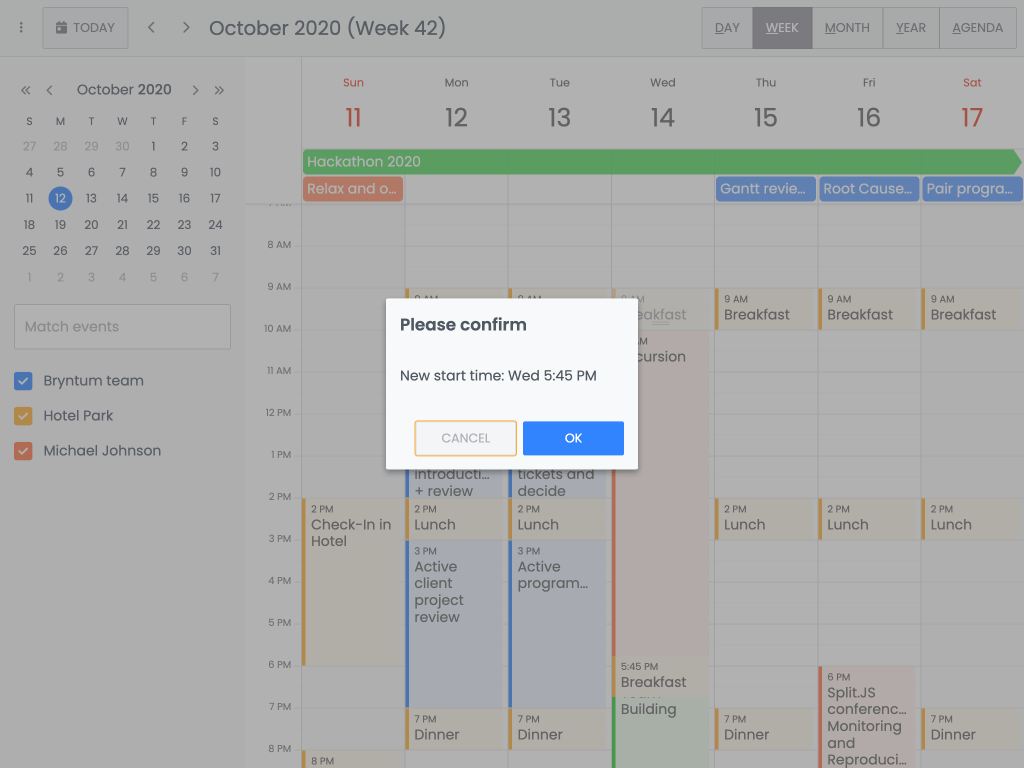 TODAY
October 2020 (Week 42)
DAY
WEEK
MONTH
YEAR
AGENDA
October 2020
S M T W T F S
27 28 29 30 1 2 3
4 5 6 7 8 9 10
11 12 13 14 15 16 17
18 19 20 21 22 23 24
25 26 27 28 29 30 31
1 2 3 4 5 6 7
Match events
Bryntum team
Hotel Park
Michael Johnson
Sun Mon Tue Wed Thu Fri Sat
11 12 13 14 15 16 17
Hackathon 2020
Relax and o...
Gantt revie...
Root Cause...
Pair progra...
8 AM
9 AM
10 AM
11 AM
12 PM
1 PM
2 PM
3 PM
4 PM
5 PM
6 PM
7 PM
8 PM
2 PM
Check-In in
Hotel
8 PM
9 AM
Introducti...
+ review
2 PM
Lunch
3 PM
Active
client
project
review
7 PM
Dinner
9 AM
tickets and
decide
2 PM
Lunch
3 PM
Active
program...
7 PM
Dinner
Please confirm
New start time: Wed 5:45 PM
CANCEL
OK
9 AM
eakfast
AM
cursion
5:45 PM
Breakfast
Building
9 AM
Breakfast
2 PM
Lunch
7 PM
Dinner
9 AM
Breakfast
2 PM
Lunch
6 PM
Split.JS
conferenc...
Monitoring
and
Reproduci...
9 AM
Breakfast
2 PM
Lunch
7 PM
Dinner